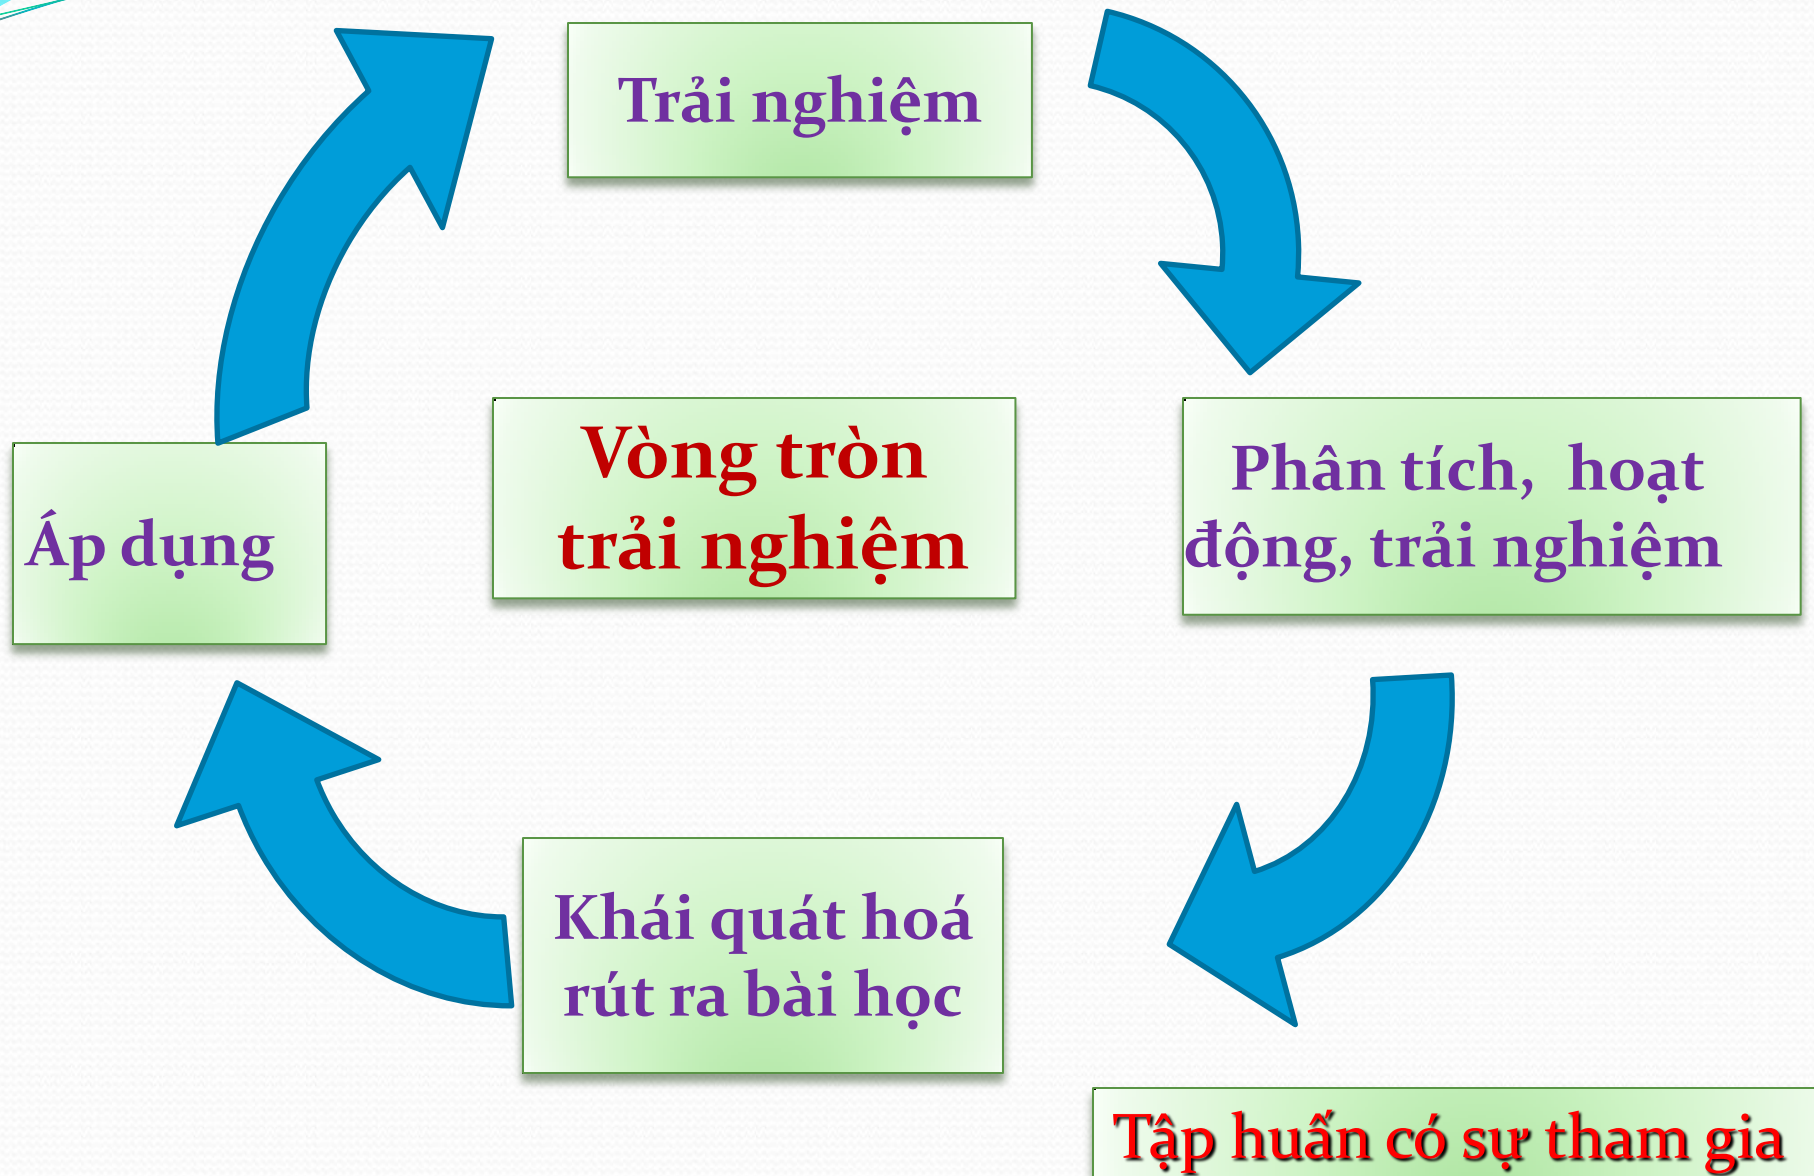 Trải nghiệm
Vòng tròn
trải nghiệm
Phân tích, hoạt
động, trải nghiệm
Áp dụng
Khái quát hoá
rút ra bài học
Tập huấn có sự tham gia